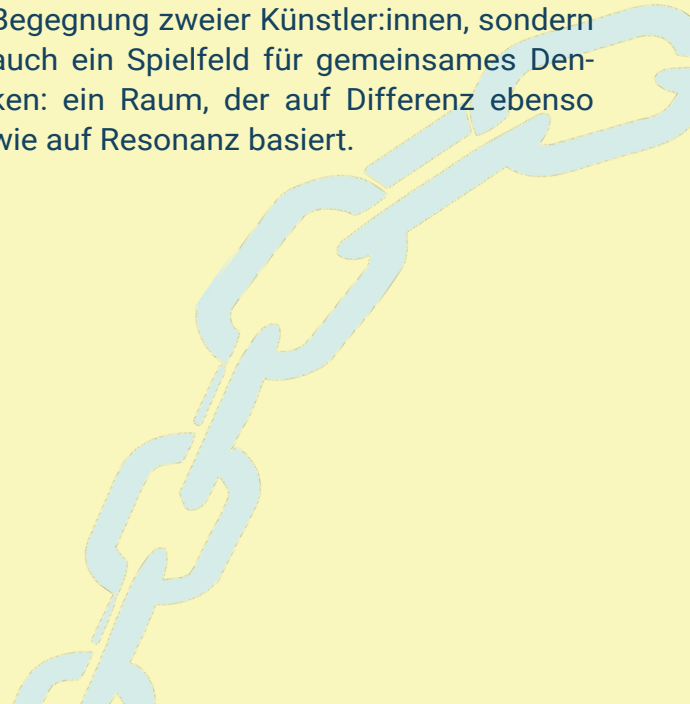 Begegnung zweier Künstler:innen, sondern
auch ein Spielfeld für gemeinsames Den-
ken: ein Raum, der auf Differenz ebenso
wie auf Resonanz basiert.